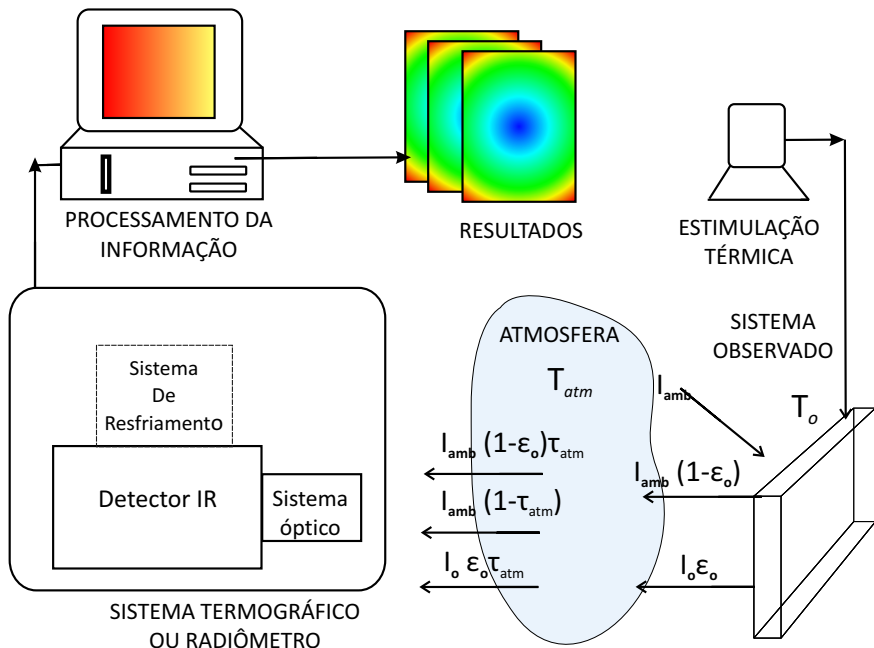 PROCESSAMENTO DA
INFORMAÇÃO
RESULTADOS
ESTIMULAÇÃO
TÉRMICA
SISTEMA
OBSERVADO
ATMOSFERA
T_atm
I_amb
T_o
Sistema
De
Resfriamento
Detector IR
Sistema
óptico
I_amb (1-ε_o)τ_atm
I_amb (1-ε_o)
I_amb (1-τ_atm)
I_o ε_oτ_atm
I_oε_o
SISTEMA TERMOGRÁFICO
OU RADIÔMETRO